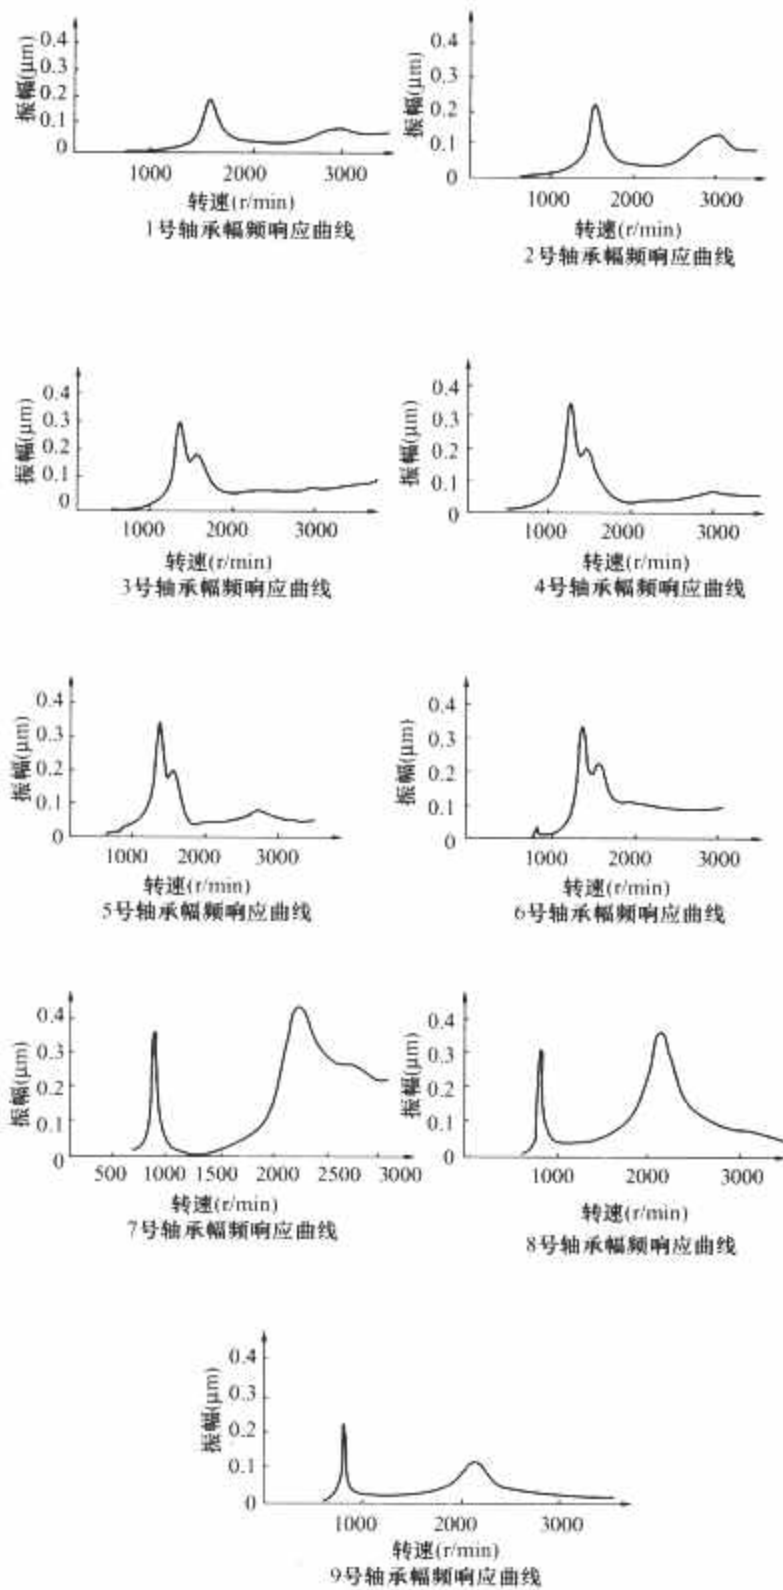 振幅(μm)
0.4
0.3
0.2
0.1
0
1000 2000 3000
转速(r/min)
1号轴承幅频响应曲线
振幅(μm)
0.4
0.3
0.2
0.1
0
1000 2000 3000
转速(r/min)
2号轴承幅频响应曲线
振幅(μm)
0.4
0.3
0.2
0.1
0
1000 2000 3000
转速(r/min)
3号轴承幅频响应曲线
振幅(μm)
0.4
0.3
0.2
0.1
0
1000 2000 3000
转速(r/min)
4号轴承幅频响应曲线
振幅(μm)
0.4
0.3
0.2
0.1
0
1000 2000 3000
转速(r/min)
5号轴承幅频响应曲线
振幅(μm)
0.4
0.3
0.2
0.1
0
1000 2000 3000
转速(r/min)
6号轴承幅频响应曲线
振幅(μm)
0.4
0.3
0.2
0.1
0
500 1000 1500 2000 2500 3000
转速(r/min)
7号轴承幅频响应曲线
振幅(μm)
0.4
0.3
0.2
0.1
0
1000 2000 3000
转速(r/min)
8号轴承幅频响应曲线
振幅(μm)
0.4
0.3
0.2
0.1
0
1000 2000 3000
转速(r/min)
9号轴承幅频响应曲线